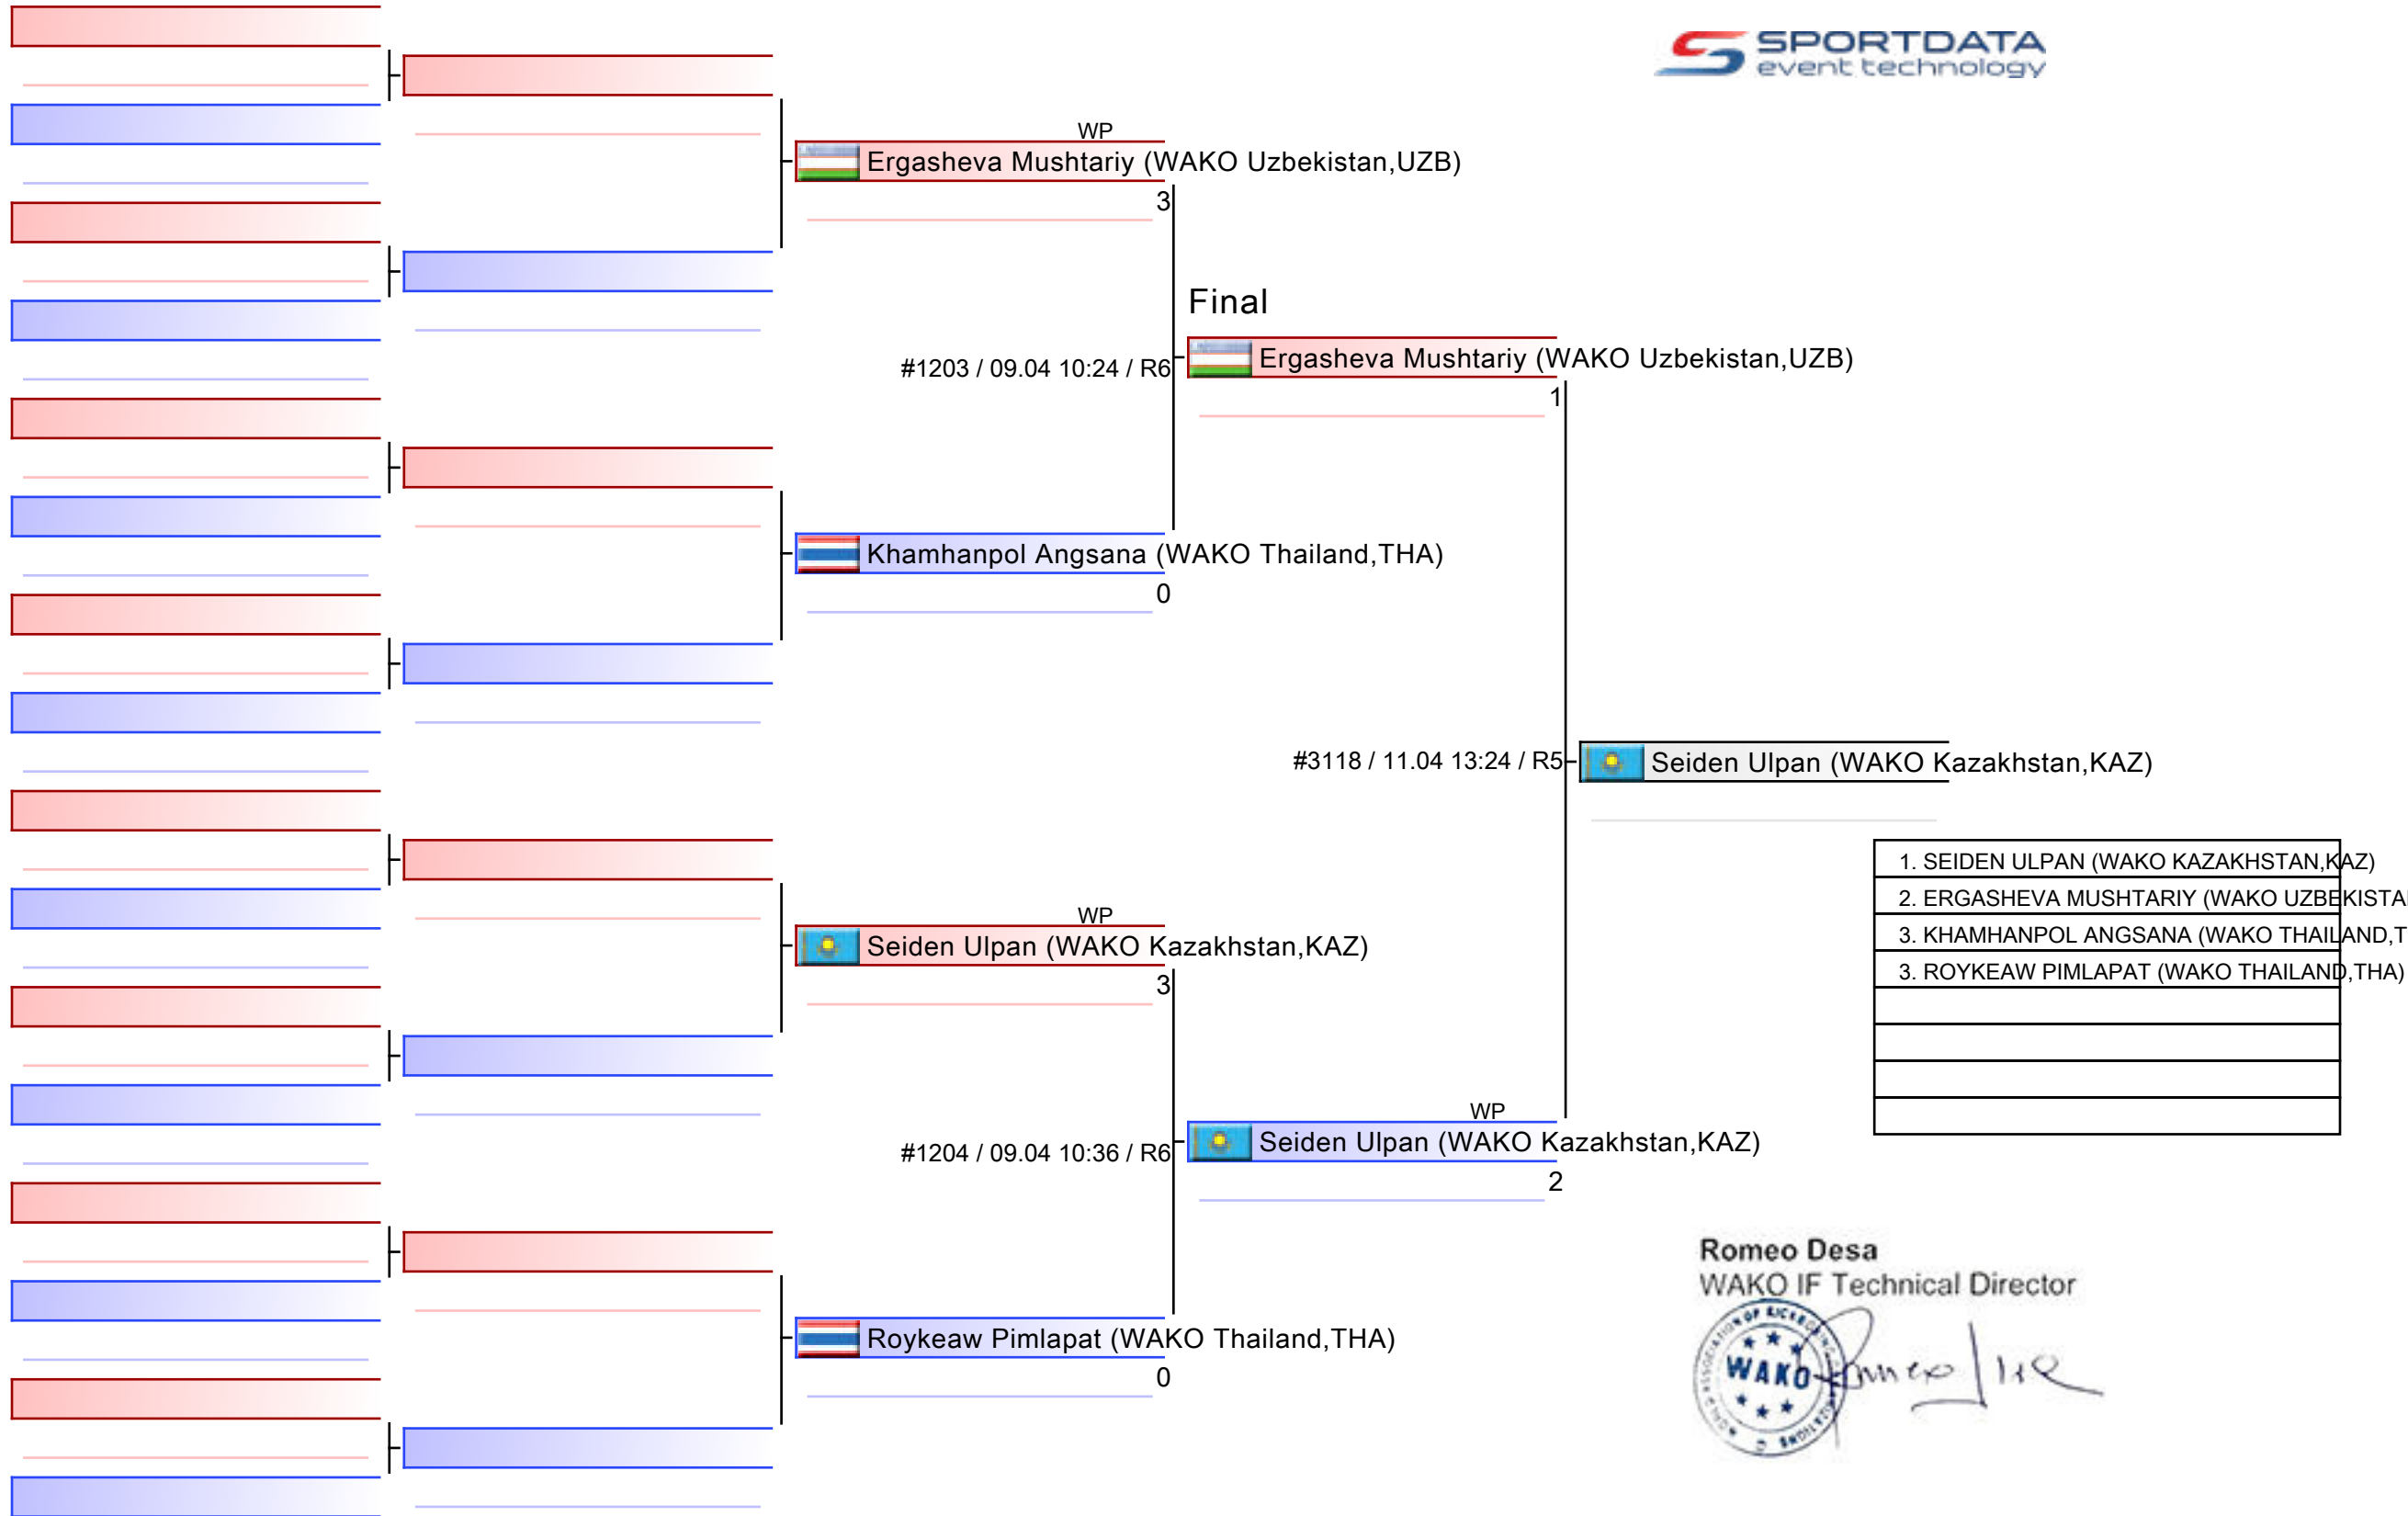 SPORTDATA
event technology
WP
Ergasheva Mushtariy (WAKO Uzbekistan,UZB)
3
Final
#1203 / 09.04 10:24 / R6
Ergasheva Mushtariy (WAKO Uzbekistan,UZB)
1
Khamhanpol Angsana (WAKO Thailand,THA)
0
#3118 / 11.04 13:24 / R5
Seiden Ulpan (WAKO Kazakhstan,KAZ)
1. SEIDEN ULPAN (WAKO KAZAKHSTAN,KAZ)
2. ERGASHEVA MUSHTARIY (WAKO UZBEKISTA
3. KHAMHANPOL ANGSANA (WAKO THAILAND,T
3. ROYKEAW PIMLAPAT (WAKO THAILAND,THA)
WP
Seiden Ulpan (WAKO Kazakhstan,KAZ)
3
WP
#1204 / 09.04 10:36 / R6
Seiden Ulpan (WAKO Kazakhstan,KAZ)
2
Roykeaw Pimlapat (WAKO Thailand,THA)
0
Romeo Desa
WAKO IF Technical Director
WAKO